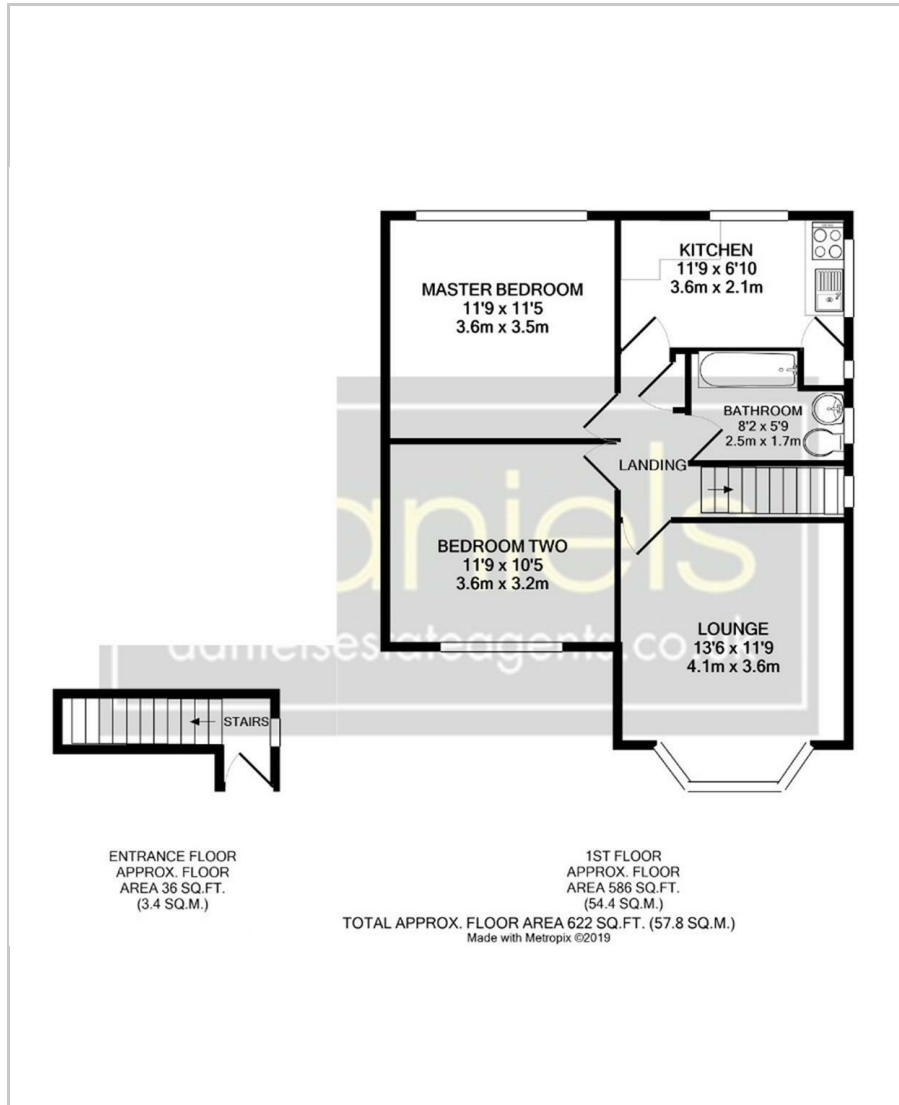 KITCHEN
11'9 x 6'10
3.6m x 2.1m
MASTER BEDROOM
11'9 x 11'5
3.6m x 3.5m
BATHROOM
8'2 x 5'9
2.5m x 1.7m
LANDING
BEDROOM TWO
11'9 x 10'5
3.6m x 3.2m
daniels
LOUNGE
13'6 x 11'9
4.1m x 3.6m
danielsestateagents.co.uk
STAIRS
ENTRANCE FLOOR
APPROX. FLOOR
AREA 36 SQ.FT.
(3.4 SQ.M.)
1ST FLOOR
APPROX. FLOOR
AREA 586 SQ.FT.
(54.4 SQ.M.)
TOTAL APPROX. FLOOR AREA 622 SQ.FT. (57.8 SQ.M.)
Made with Metropix ©2019